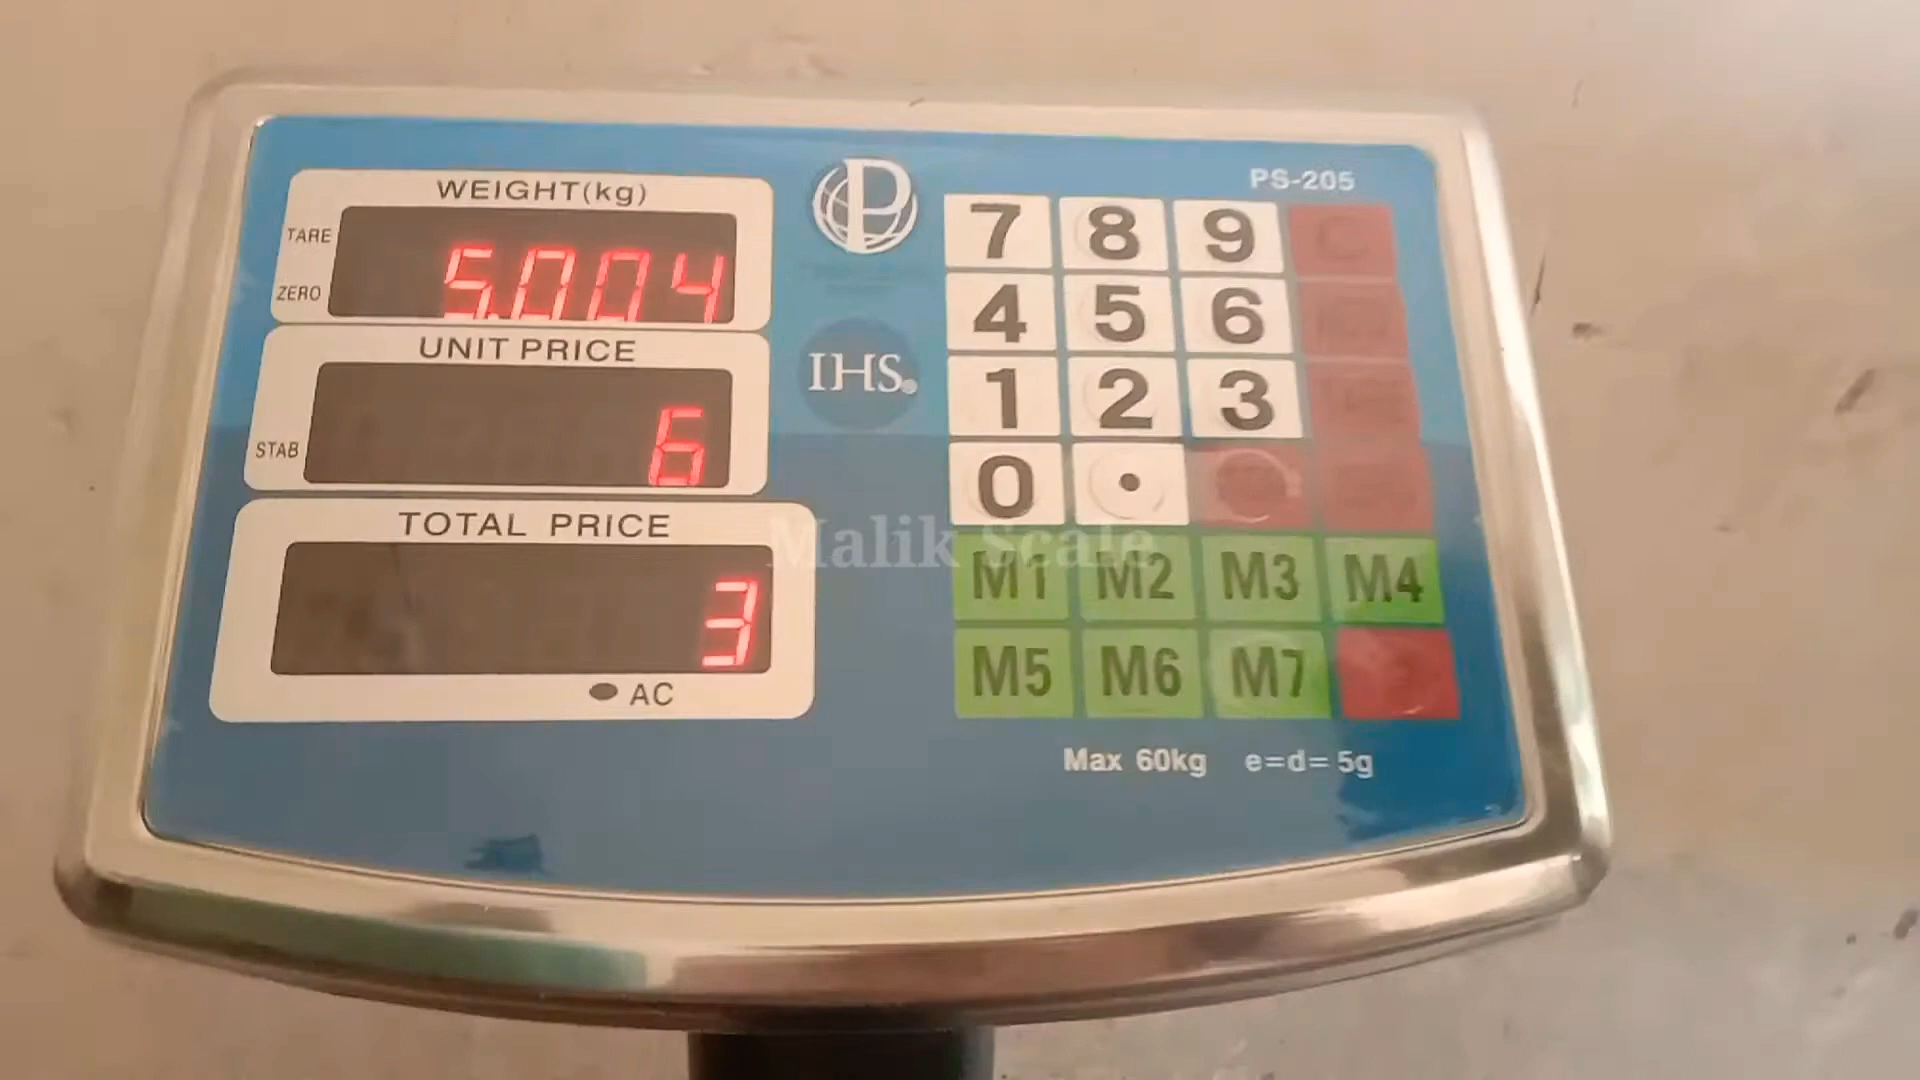 WEIGHT(kg)
TARE
ZERO
5.004
UNIT PRICE
STAB
6
TOTAL PRICE
3
AC
P
IHS
PS-205
7 8 9
4 5 6
1 2 3
0 .
M1 M2 M3 M4
M5 M6 M7
Max 60kg e=d= 5g
Malik Scale